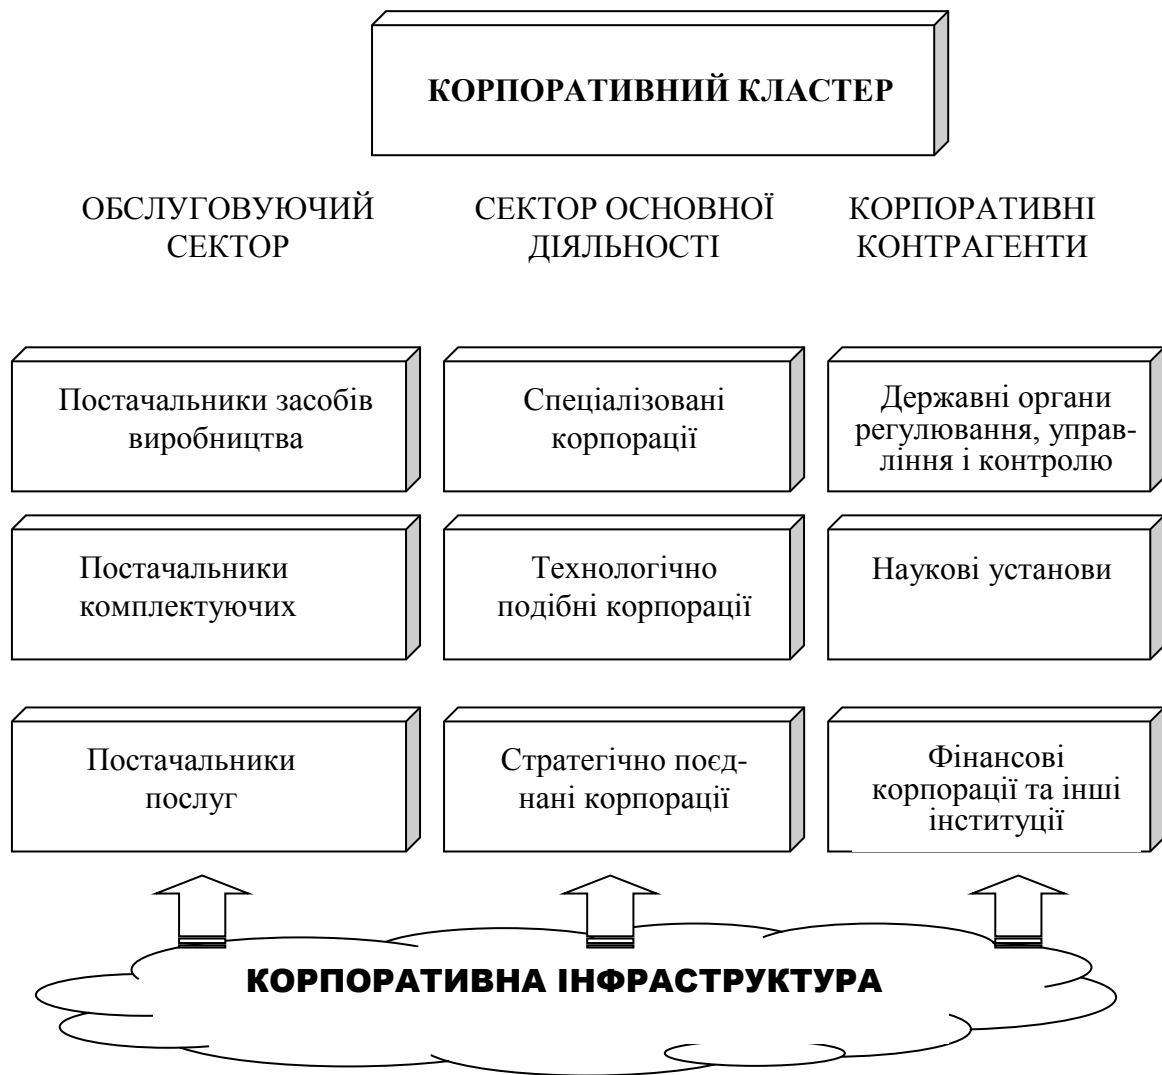 КОРПОРАТИВНИЙ КЛАСТЕР
ОБСЛУГОВУЮЧИЙ
СЕКТОР
СЕКТОР ОСНОВНОЇ
ДІЯЛЬНОСТІ
КОРПОРАТИВНІ
КОНТРАГЕНТИ
Постачальники засобів
виробництва
Спеціалізовані
корпорації
Державні органи
регулювання, управ-
ління і контролю
Постачальники
комплектуючих
Технологічно
подібні корпорації
Наукові установи
Постачальники
послуг
Стратегічно поєд-
нані корпорації
Фінансові
корпорації та інші
інституції
КОРПОРАТИВНА ІНФРАСТРУКТУРА